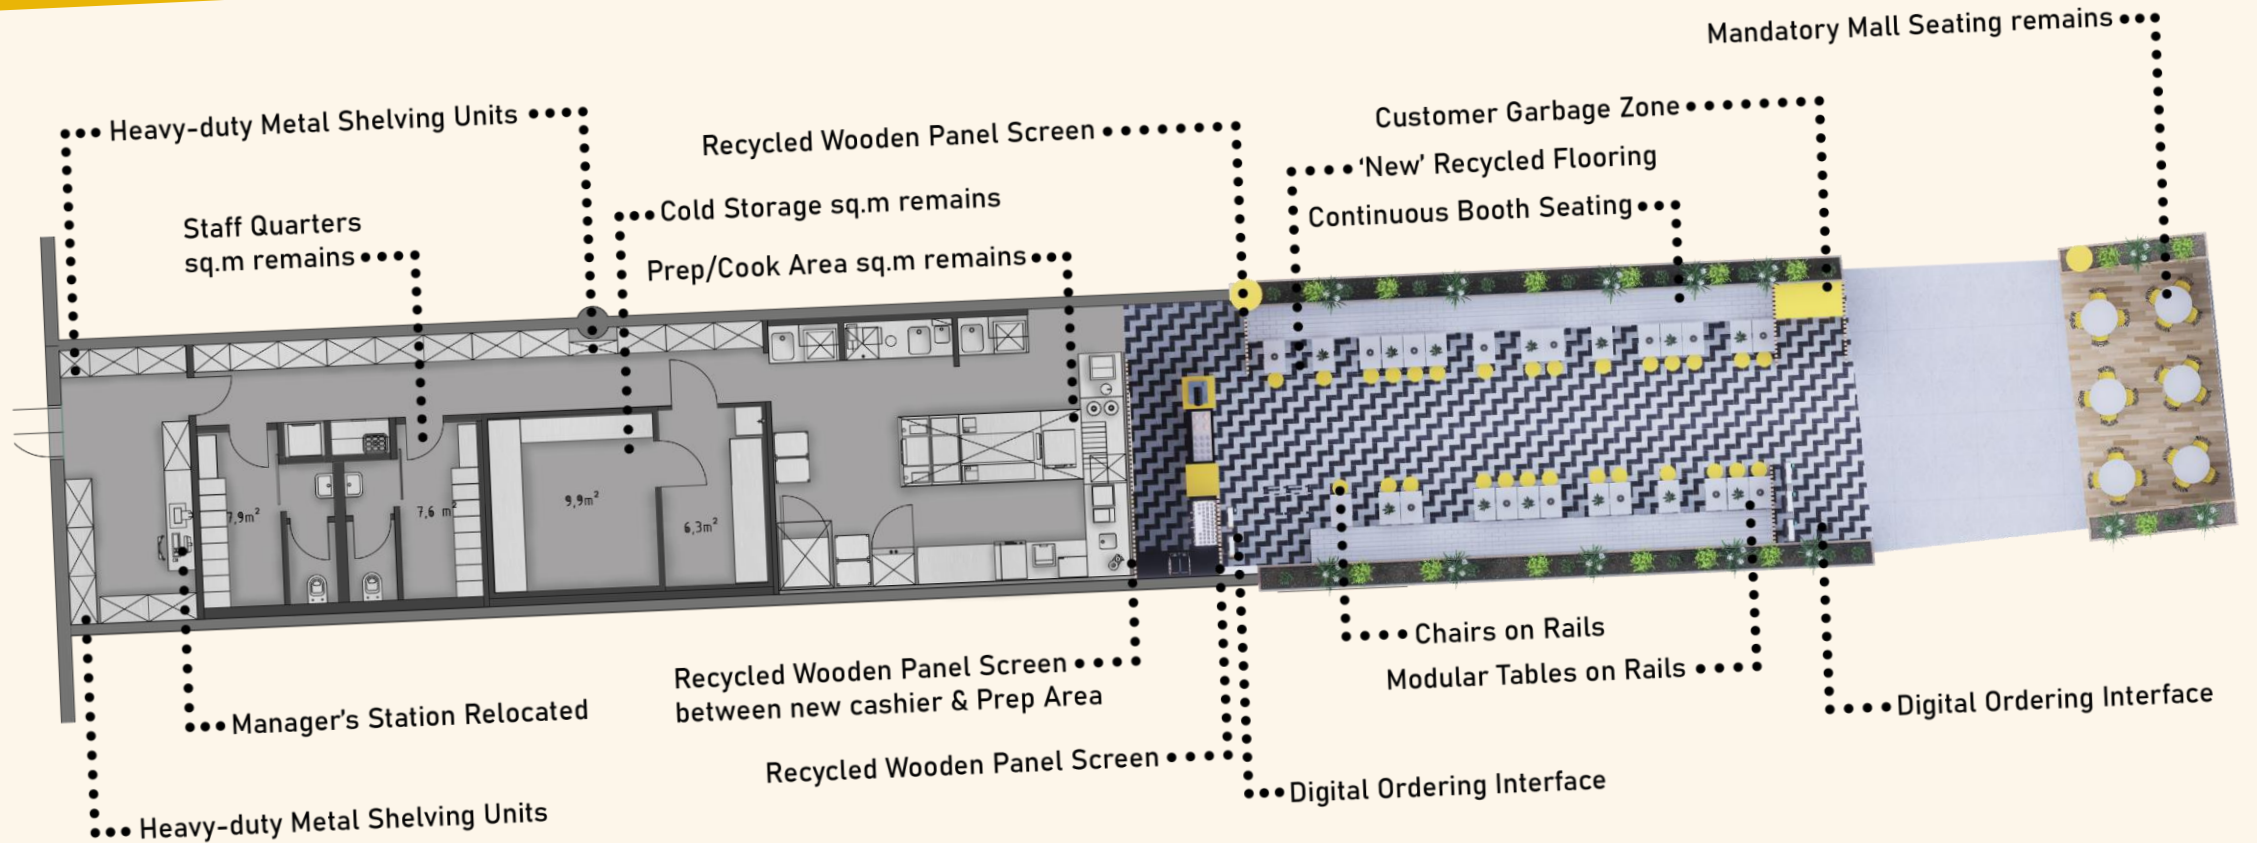 Mandatory Mall Seating remains
Heavy-duty Metal Shelving Units
Recycled Wooden Panel Screen
Customer Garbage Zone
'New' Recycled Flooring
Staff Quarters
sq.m remains
Cold Storage sq.m remains
Continuous Booth Seating
Prep/Cook Area sq.m remains
7,9m²
7,6 m²
9,9m²
6,3m²
Chairs on Rails
Recycled Wooden Panel Screen
between new cashier & Prep Area
Modular Tables on Rails
Manager's Station Relocated
Digital Ordering Interface
Recycled Wooden Panel Screen
Digital Ordering Interface
Heavy-duty Metal Shelving Units